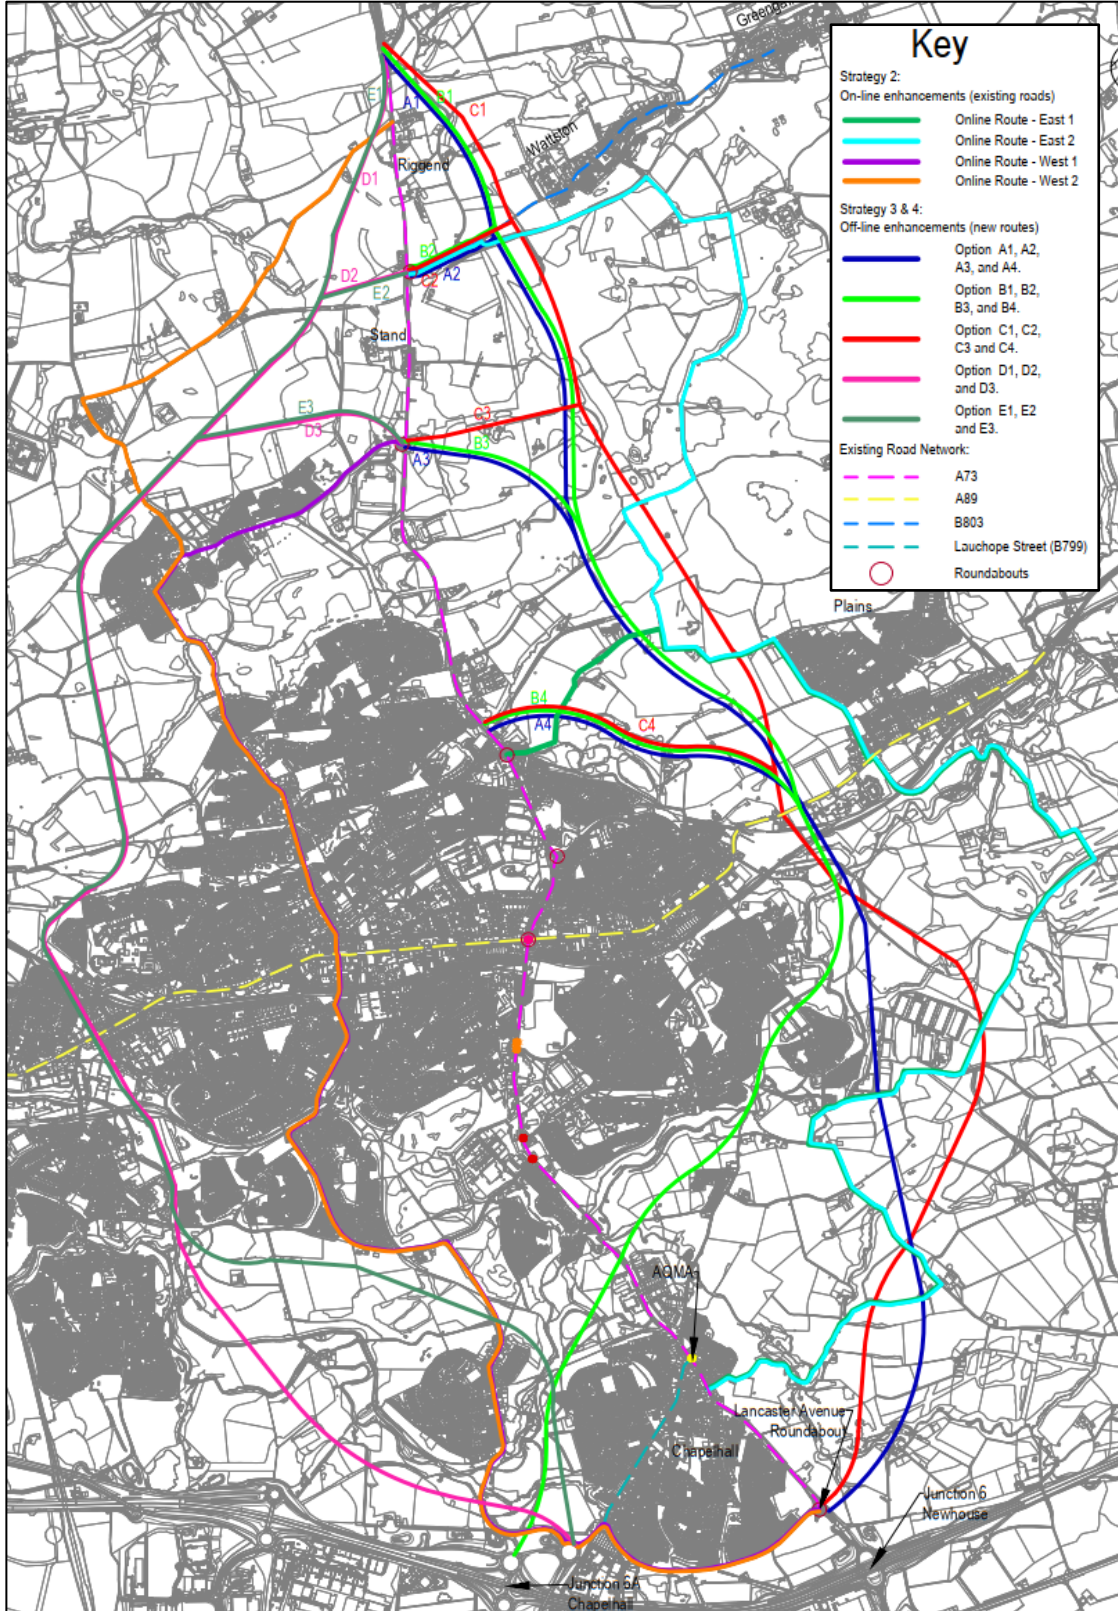 Greengai
Key
Strategy 2:
On-line enhancements (existing roads)
Online Route - East 1
Online Route - East 2
Online Route - West 1
Online Route - West 2
Strategy 3 & 4:
Off-line enhancements (new routes)
Option A1, A2,
A3, and A4.
Option B1, B2,
B3, and B4.
Option C1, C2,
C3 and C4.
Option D1, D2,
and D3.
Option E1, E2
and E3.
Existing Road Network:
A73
A89
B803
Lauchope Street (B799)
Roundabouts
E1
A1
B1
C1
Wattston
Riggend
D1
B2
D2
C2
A2
E2
Stand
E3
D3
C3
B3
A3
Plains
B4
A4
C4
AQMA
Lancaster Avenue
Roundabout
Chapelhall
Junction 6
Newhouse
Junction 6A
Chapelhall